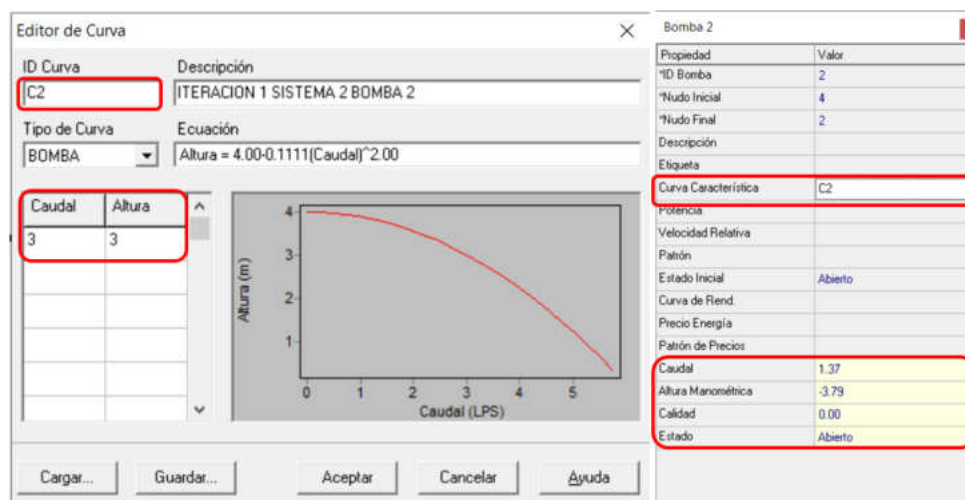 Editor de Curva
ID Curva Descripción
C2 ITERACION 1 SISTEMA 2 BOMBA 2
Tipo de Curva Ecuación
BOMBA Altura = 4.00-0.1111(Caudal)^2.00
Caudal Altura
3 3
4
3
2
1
Altura (m)
0 1 2 3 4 5
Caudal (LPS)
Cargar... Guardar... Aceptar Cancelar Ayuda
Bomba 2
Propiedad Valor
*ID Bomba 2
*Nudo Inicial 4
*Nudo Final 2
Descripción
Etiqueta
Curva Característica C2
Potencia
Velocidad Relativa
Patrón
Estado Inicial Abierto
Curva de Rend.
Precio Energía
Patrón de Precios
Caudal 1.37
Altura Manométrica -3.79
Calidad 0.00
Estado Abierto